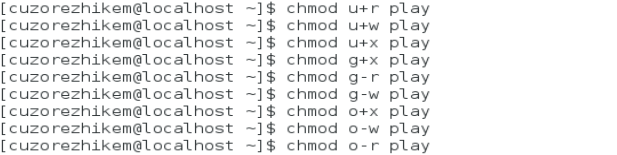 [cuzorezhikem@localhost ~]$ chmod u+r play
[cuzorezhikem@localhost ~]$ chmod u+w play
[cuzorezhikem@localhost ~]$ chmod u+x play
[cuzorezhikem@localhost ~]$ chmod g+x play
[cuzorezhikem@localhost ~]$ chmod g-r play
[cuzorezhikem@localhost ~]$ chmod g-w play
[cuzorezhikem@localhost ~]$ chmod o+x play
[cuzorezhikem@localhost ~]$ chmod o-w play
[cuzorezhikem@localhost ~]$ chmod o-r play